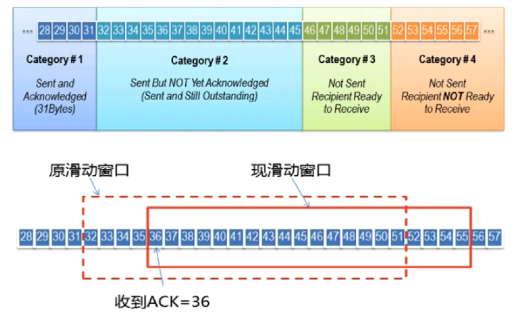 ... 28 29 30 31 32 33 34 35 36 37 38 39 40 41 42 43 44 45 46 47 48 49 50 51 52 53 54 55 56 57 ...
Category # 1 Category # 2 Category # 3 Category # 4
Sent and Sent But NOT Yet Acknowledged Not Sent Not Sent
Acknowledged (Sent and Still Outstanding) Recipient Ready Recipient NOT Ready
(31Bytes) to Receive to Receive
原滑动窗口 现滑动窗口
28 29 30 31 32 33 34 35 36 37 38 39 40 41 42 43 44 45 46 47 48 49 50 51 52 53 54 55 56 57
收到ACK=36